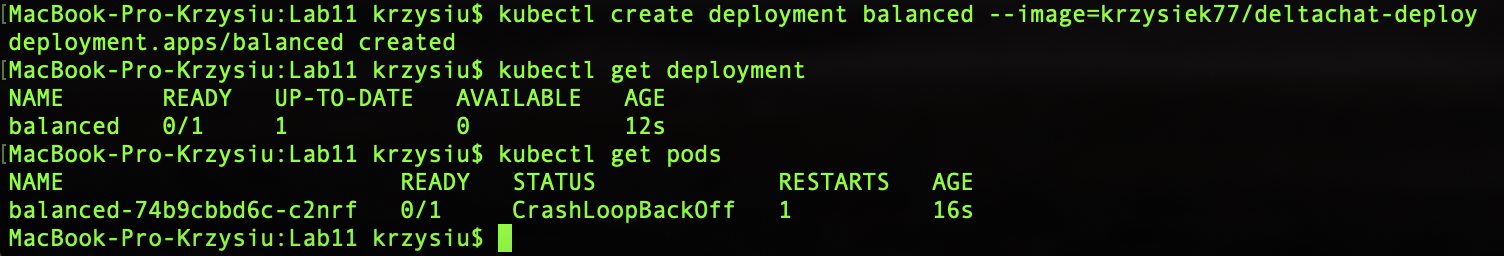 [MacBook-Pro-Krzysiu:Lab11 krzysiu$ kubectl create deployment balanced --image=krzysiek77/deltachat-deploy
deployment.apps/balanced created
[MacBook-Pro-Krzysiu:Lab11 krzysiu$ kubectl get deployment
NAME READY UP-TO-DATE AVAILABLE AGE
balanced 0/1 1 0 12s
[MacBook-Pro-Krzysiu:Lab11 krzysiu$ kubectl get pods
NAME READY STATUS RESTARTS AGE
balanced-74b9cbbd6c-c2nrf 0/1 CrashLoopBackOff 1 16s
MacBook-Pro-Krzysiu:Lab11 krzysiu$